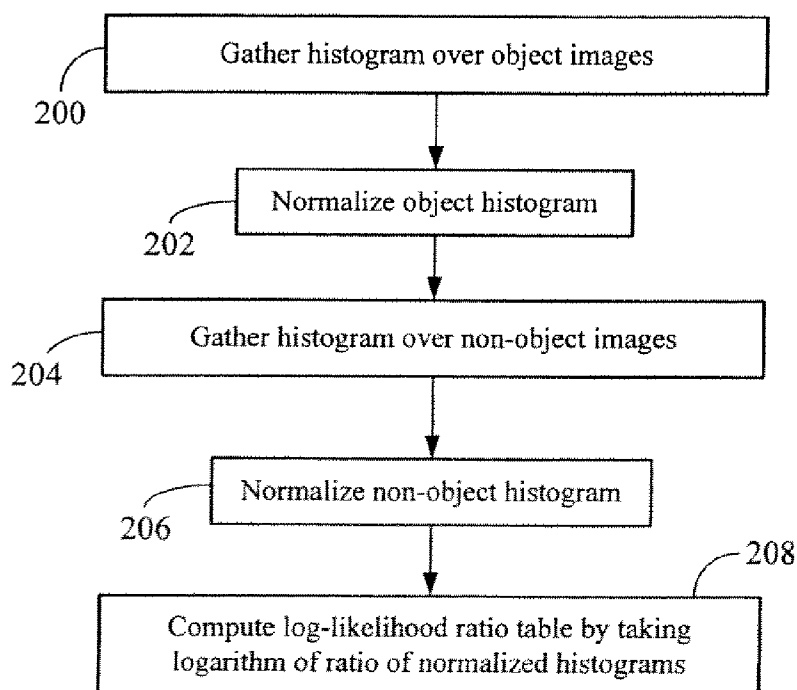 Gather histogram over object images
200
Normalize object histogram
202
Gather histogram over non-object images
204
Normalize non-object histogram
206
208
Compute log-likelihood ratio table by taking
logarithm of ratio of normalized histograms